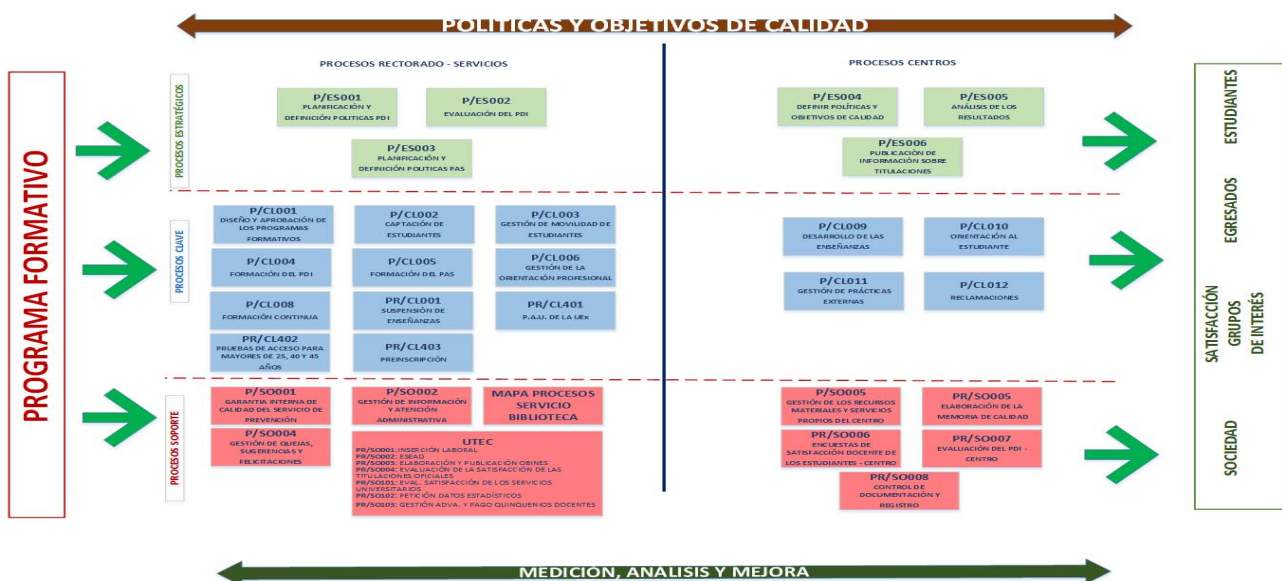 POLÍTICAS Y OBJETIVOS DE CALIDAD
PROGRAMA FORMATIVO
PROCESOS RECTORADO - SERVICIOS
PROCESOS CENTROS
PROCESOS ESTRATÉGICOS
P/ES001
PLANIFICACIÓN Y
DEFINICIÓN POLITICAS PDI
P/ES002
EVALUACIÓN DEL PDI
P/ES003
PLANIFICACIÓN Y
DEFINICIÓN POLITICAS PAS
P/ES004
DEFINIR POLÍTICAS Y
OBJETIVOS DE CALIDAD
P/ES005
ANÁLISIS DE LOS
RESULTADOS
P/ES006
PUBLICACIÓN DE
INFORMACIÓN SOBRE
TITULACIONES
PROCESOS CLAVE
P/CL001
DISEÑO Y APROBACIÓN DE
LOS PROGRAMAS
FORMATIVOS
P/CL002
CAPTACIÓN DE
ESTUDIANTES
P/CL003
GESTIÓN DE MOVILIDAD DE
ESTUDIANTES
P/CL004
FORMACIÓN DEL PDI
P/CL005
FORMACIÓN DEL PAS
P/CL006
GESTIÓN DE LA
ORIENTACIÓN PROFESIONAL
P/CL008
FORMACIÓN CONTINUA
PR/CL001
SUSPENSIÓN DE
ENSEÑANZAS
PR/CL401
P.A.U. DE LA UEx
PR/CL402
PRUEBAS DE ACCESO PARA
MAYORES DE 25, 40 Y 45
AÑOS
PR/CL403
PREINSCRIPCIÓN
P/CL009
DESARROLLO DE LAS
ENSEÑANZAS
P/CL010
ORIENTACIÓN AL
ESTUDIANTE
P/CL011
GESTIÓN DE PRÁCTICAS
EXTERNAS
P/CL012
RECLAMACIONES
PROCESOS SOPORTE
P/SO001
GARANTIA INTERNA DE
CALIDAD DEL SERVICIO DE
PREVENCIÓN
P/SO002
GESTIÓN DE INFORMACIÓN
Y ATENCIÓN
ADMINISTRATIVA
MAPA PROCESOS
SERVICIO
BIBLIOTECA
P/SO004
GESTIÓN DE QUEJAS,
SUGERENCIAS Y
FELICITACIONES
UTEC
PR/SO001: INSERCIÓN LABORAL
PR/SO002: ESEAD
PR/SO003: ELABORACIÓN Y PUBLICACIÓN OBINES
PR/SO004: EVALUACIÓN DE LA SATISFACCIÓN DE LAS
TITULACIONES OFICIALES
PR/SO101: EVAL. SATISFACCIÓN DE LOS SERVICIOS
UNIVERSITARIOS
PR/SO102: PETICIÓN DATOS ESTADÍSTICOS
PR/SO103: GESTIÓN ADVA. Y PAGO QUINQUENIOS DOCENTES
P/SO005
GESTIÓN DE LOS RECURSOS
MATERIALES Y SERVICIOS
PROPIOS DEL CENTRO
PR/SO005
ELABORACIÓN DE LA
MEMORIA DE CALIDAD
PR/SO006
ENCUESTAS DE
SATISFACCIÓN DOCENTE DE
LOS ESTUDIANTES - CENTRO
PR/SO007
EVALUACIÓN DEL PDI -
CENTRO
PR/SO008
CONTROL DE
DOCUMENTACIÓN Y
REGISTRO
ESTUDIANTES
EGRESADOS
SATISFACCIÓN
GRUPOS
DE INTERÉS
SOCIEDAD
MEDICIÓN, ANÁLISIS Y MEJORA